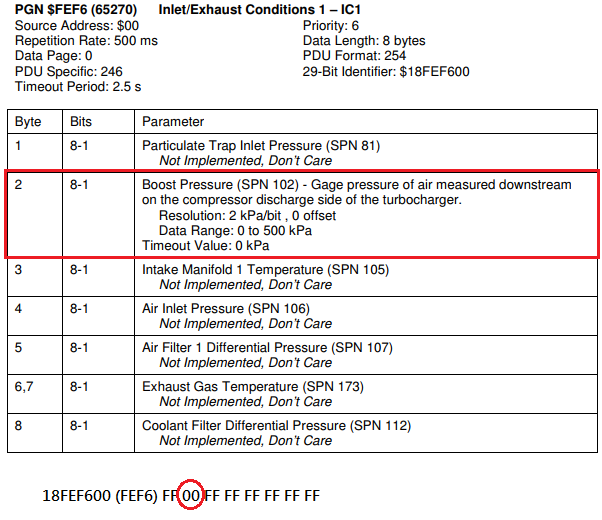 PGN $FEF6 (65270) Inlet/Exhaust Conditions 1 – IC1
Source Address: $00 Priority: 6
Repetition Rate: 500 ms Data Length: 8 bytes
Data Page: 0 PDU Format: 254
PDU Specific: 246 29-Bit Identifier: $18FEF600
Timeout Period: 2.5 s
Byte Bits Parameter
1 8-1 Particulate Trap Inlet Pressure (SPN 81)
Not Implemented, Don't Care
2 8-1 Boost Pressure (SPN 102) - Gage pressure of air measured downstream
on the compressor discharge side of the turbocharger.
Resolution: 2 kPa/bit , 0 offset
Data Range: 0 to 500 kPa
Timeout Value: 0 kPa
3 8-1 Intake Manifold 1 Temperature (SPN 105)
Not Implemented, Don't Care
4 8-1 Air Inlet Pressure (SPN 106)
Not Implemented, Don't Care
5 8-1 Air Filter 1 Differential Pressure (SPN 107)
Not Implemented, Don't Care
6,7 8-1 Exhaust Gas Temperature (SPN 173)
Not Implemented, Don't Care
8 8-1 Coolant Filter Differential Pressure (SPN 112)
Not Implemented, Don't Care
18FEF600 (FEF6) FF 00 FF FF FF FF FF FF